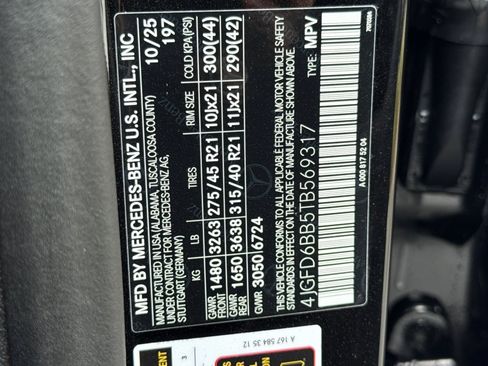 MFD BY MERCEDES-BENZ U.S. INTL., INC
MANUFACTURED IN USA (ALABAMA, TUSCALOOSA COUNTY)
UNDER CONTRACT FOR MERCEDES-BENZ AG,
STUTTGART (GERMANY)
10/25
197
KG LB TIRES RIM SIZE COLD KPA(PSI)
GAWR FRONT 1480 3263 275/45 R21 10Jx21 300(44)
GAWR REAR 1650 3638 315/40 R21 11Jx21 290(42)
GVWR 3050 6724
THIS VEHICLE CONFORMS TO ALL APPLICABLE FEDERAL MOTOR VEHICLE SAFETY
STANDARDS IN EFFECT ON THE DATE OF MANUFACTURE SHOWN ABOVE.
4JGFD6BB5TB569317 TYPE: MPV
A 000 817 52 04
A 167 584 35 12
3